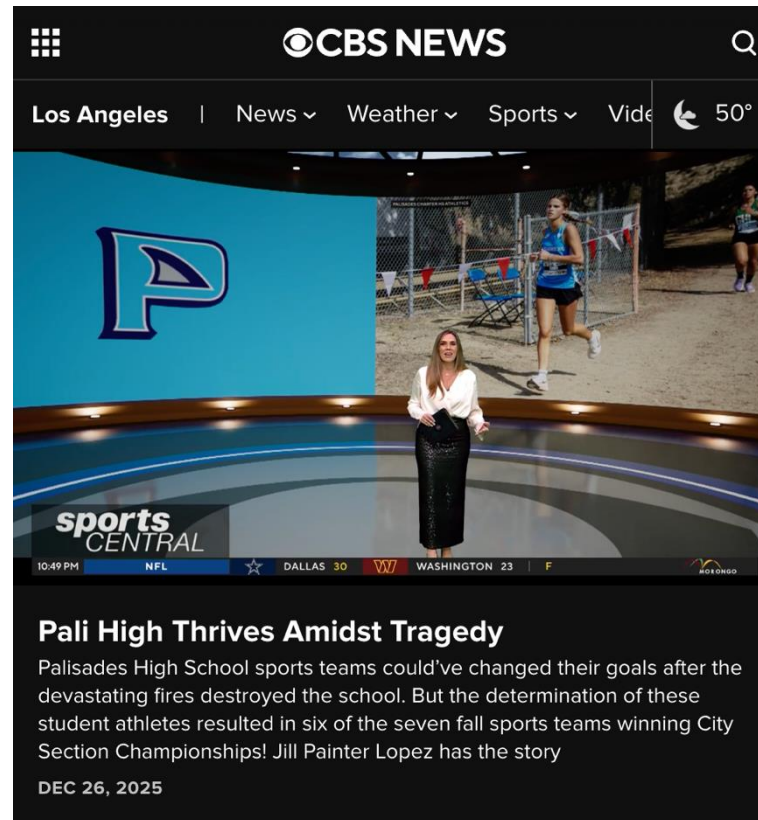 CBS NEWS
Los Angeles | News Weather Sports Vide 50°
PALISADES CHARTER HS ATHLETICS
P
sports
CENTRAL
10:49 PM NFL DALLAS 30 W WASHINGTON 23 | F MORONGO
Pali High Thrives Amidst Tragedy
Palisades High School sports teams could’ve changed their goals after the
devastating fires destroyed the school. But the determination of these
student athletes resulted in six of the seven fall sports teams winning City
Section Championships! Jill Painter Lopez has the story
DEC 26, 2025